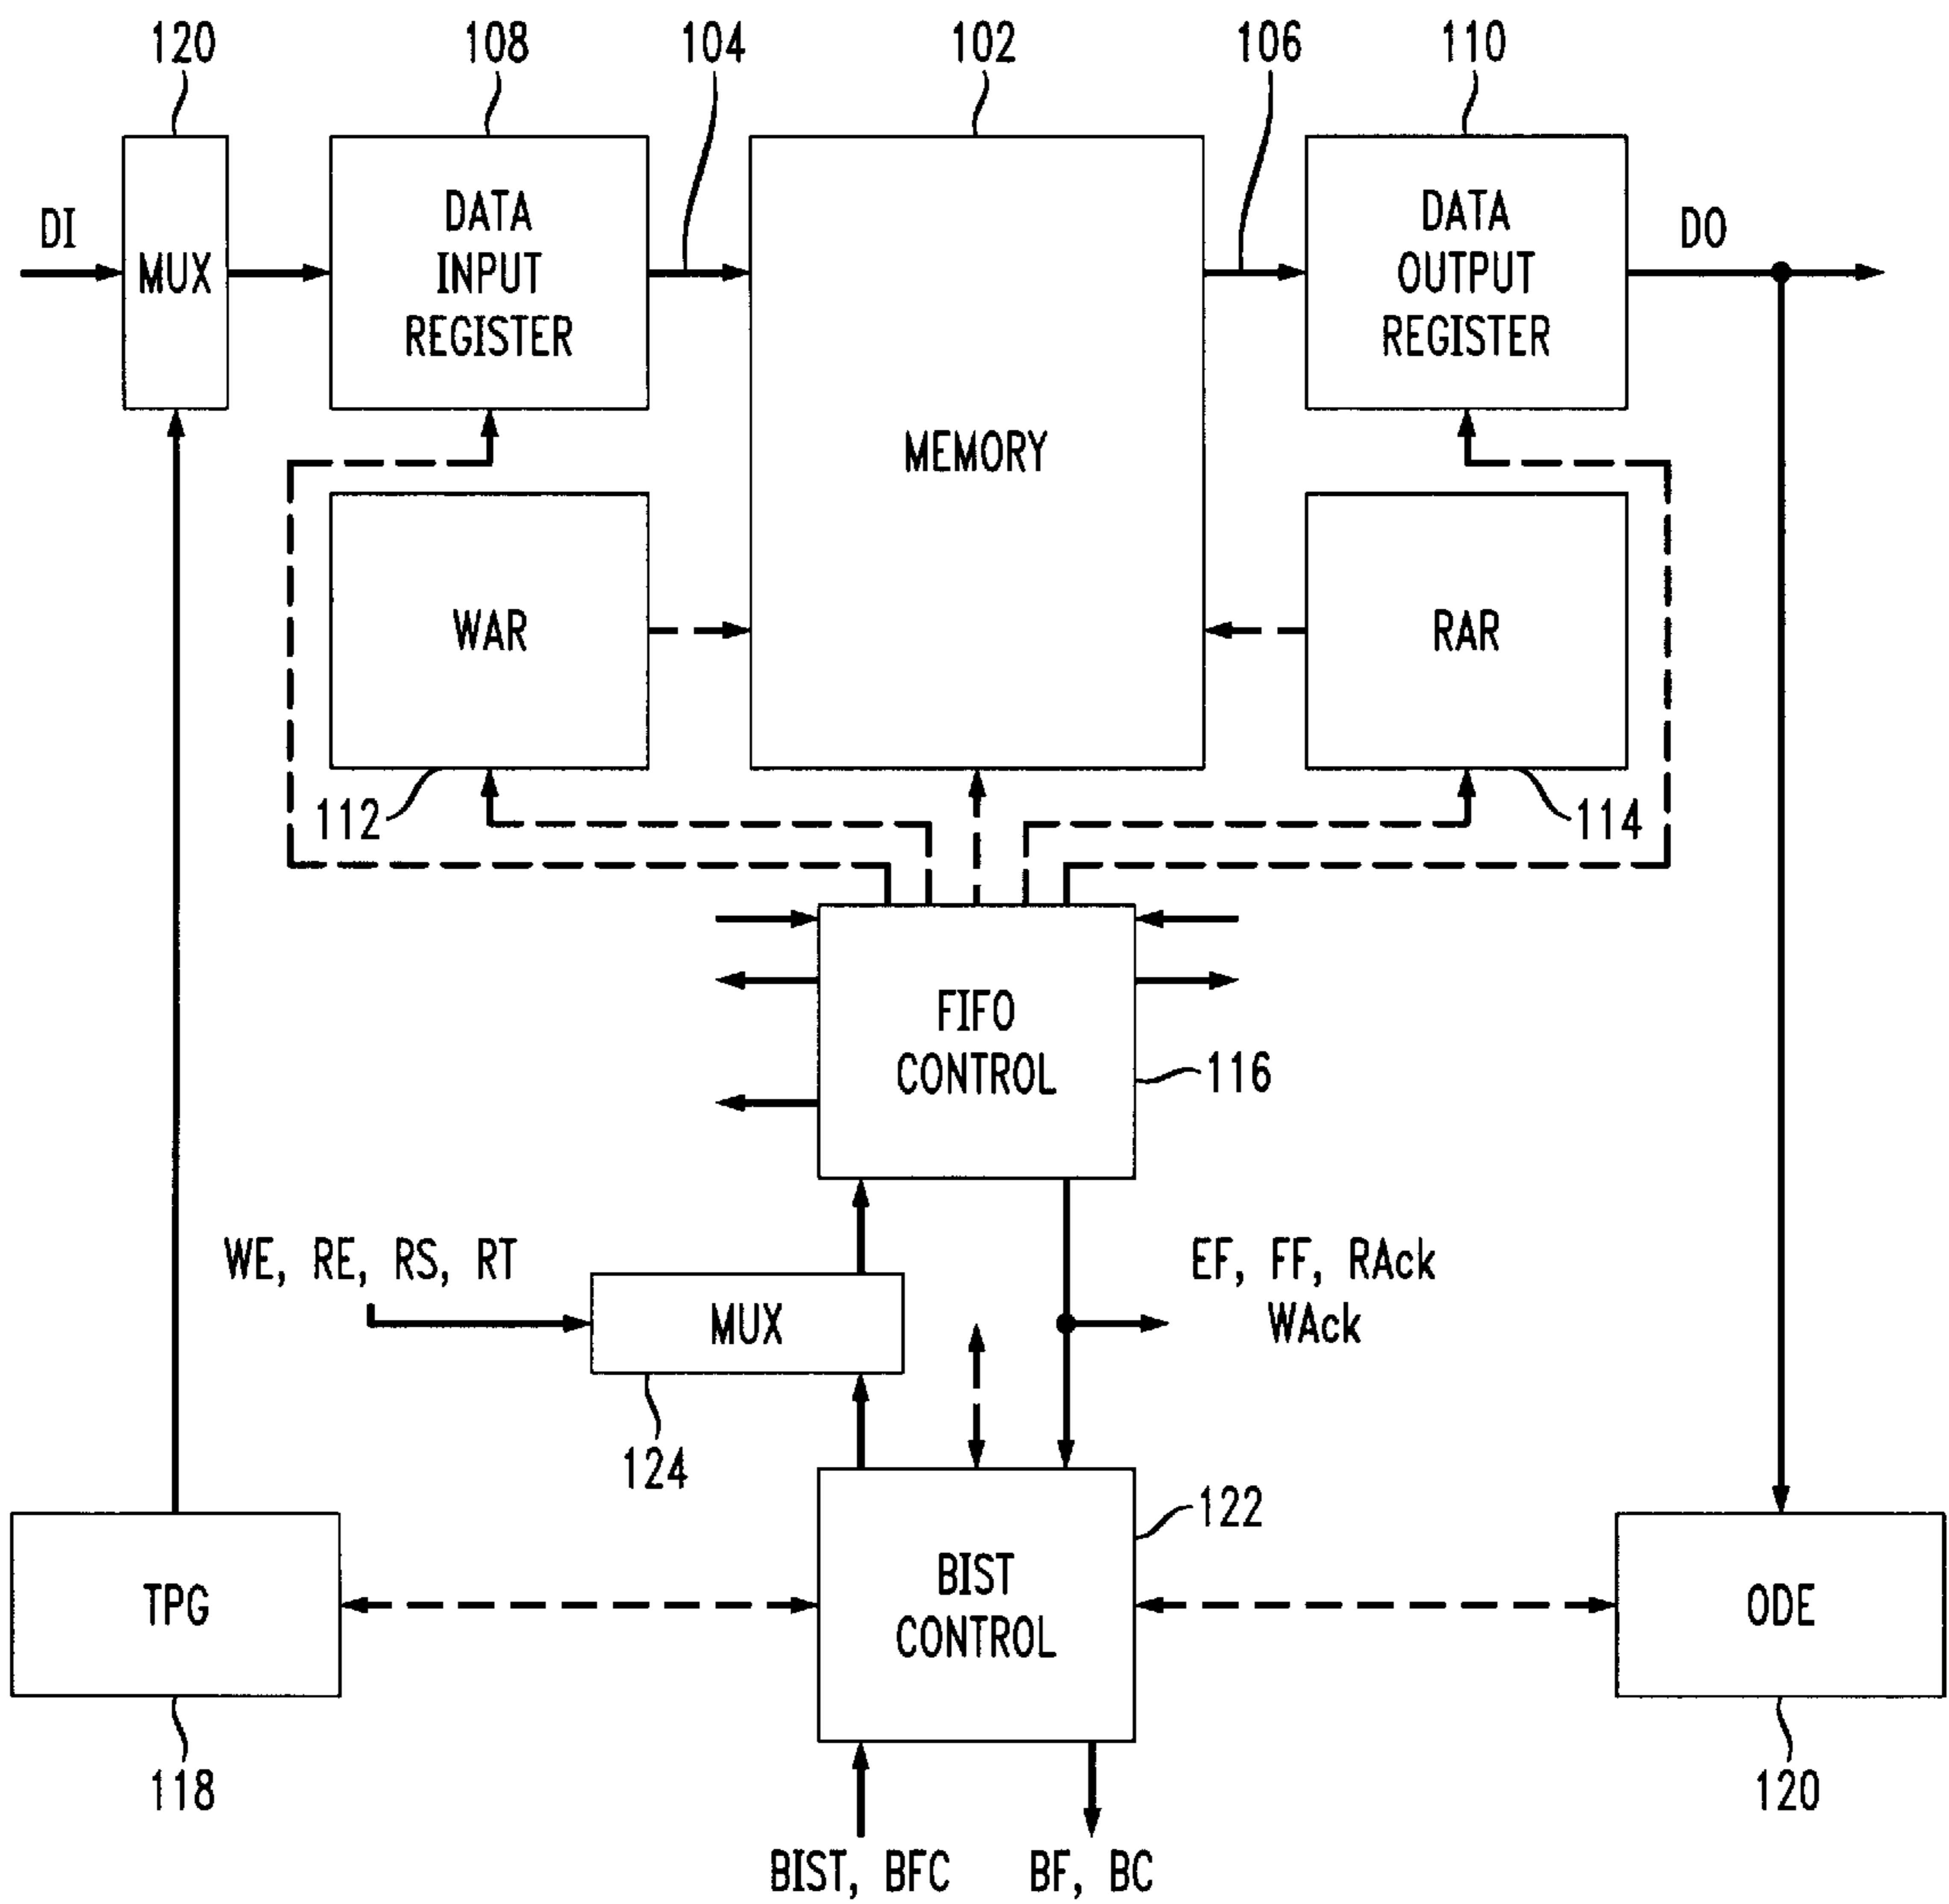 120
108
104
102
106
110
DI
MUX
DATA
INPUT
REGISTER
MEMORY
DATA
OUTPUT
REGISTER
DO
WAR
RAR
112
114
FIFO
CONTROL
116
WE, RE, RS, RT
MUX
EF, FF, RAck
WAck
124
122
TPG
BIST
CONTROL
ODE
118
120
BIST, BFC
BF, BC